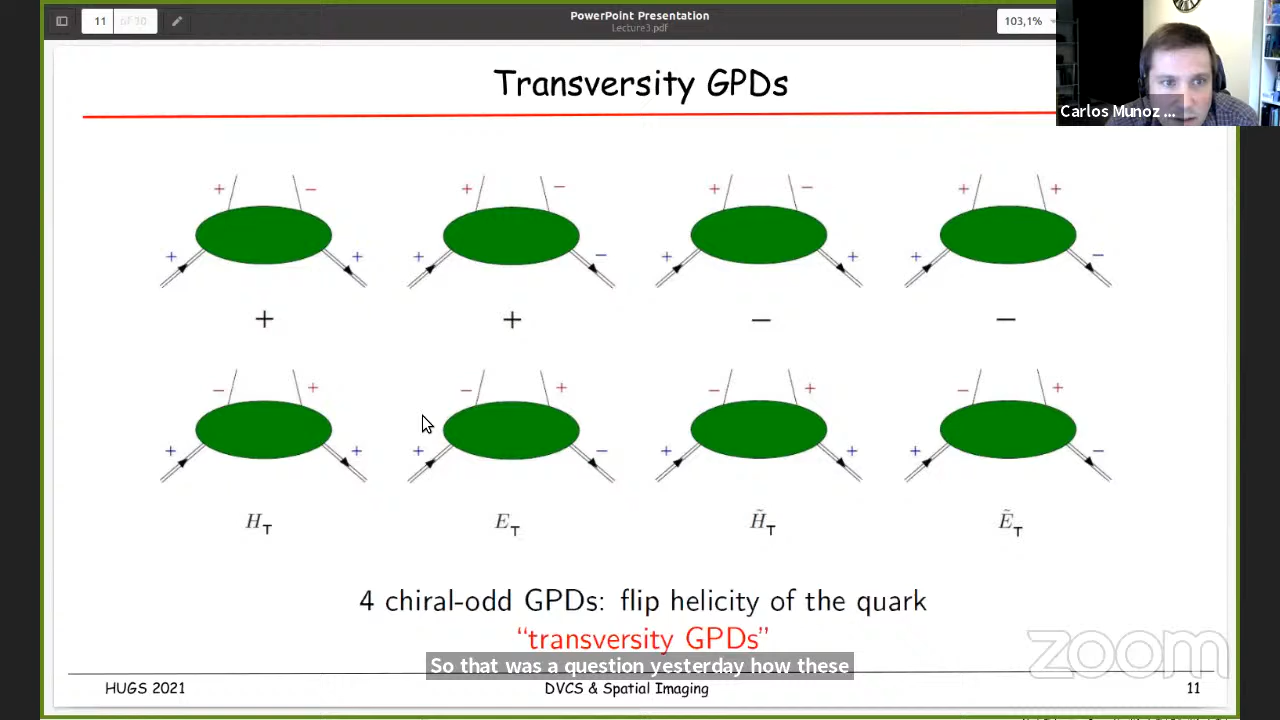 11 of 30
PowerPoint Presentation
Lecture3.pdf
103,1%
Carlos Munoz ...
Transversity GPDs
+ − + − + − + +
+ + + − + + + −
+ + − −
− + − + − + − +
+ + + − + + + −
H_T E_T H̃_T Ẽ_T
4 chiral-odd GPDs: flip helicity of the quark
“transversity GPDs”
So that was a question yesterday how these
zoom
HUGS 2021 DVCS & Spatial Imaging 11